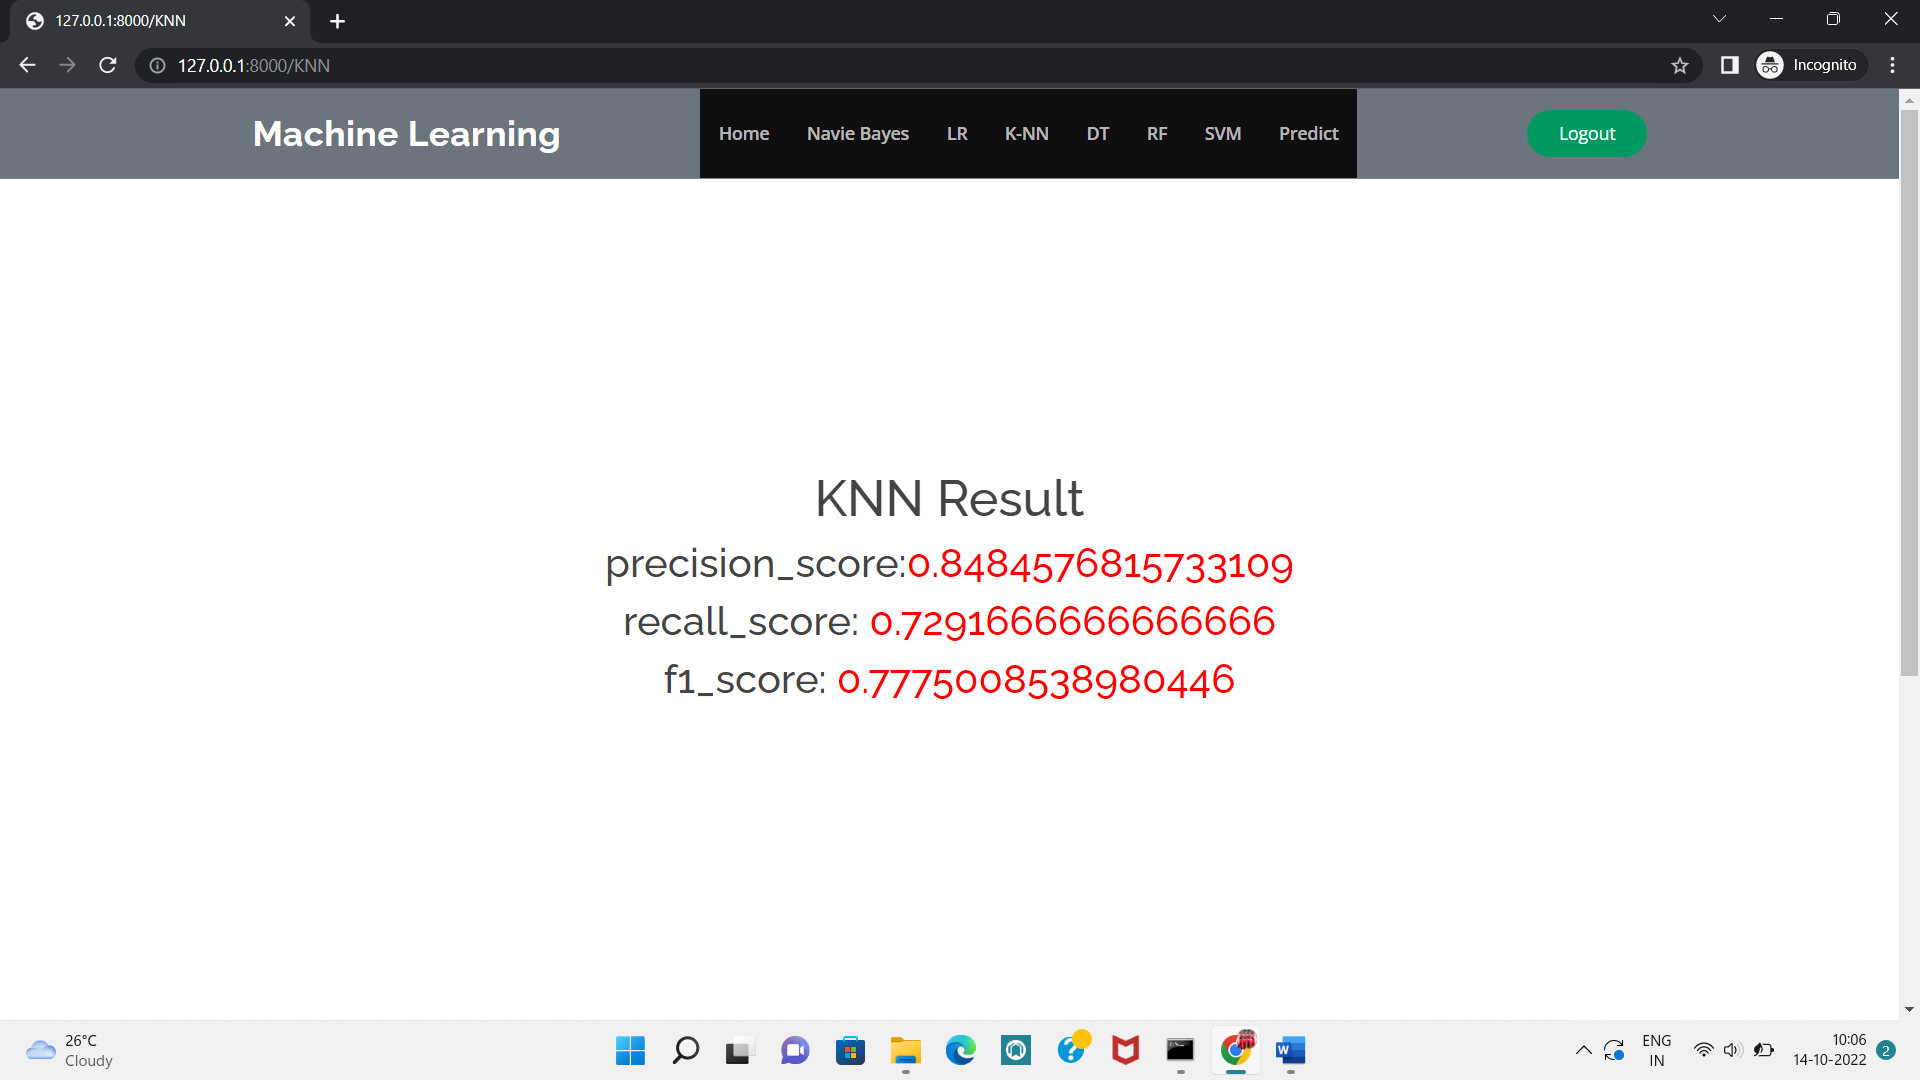 127.0.0.1:8000/KNN
127.0.0.1:8000/KNN
Incognito
Machine Learning
Home Navie Bayes LR K-NN DT RF SVM Predict
Logout
KNN Result
precision_score:0.8484576815733109
recall_score: 0.7291666666666666
f1_score: 0.7775008538980446
26°C
Cloudy
ENG
IN
10:06
14-10-2022
2